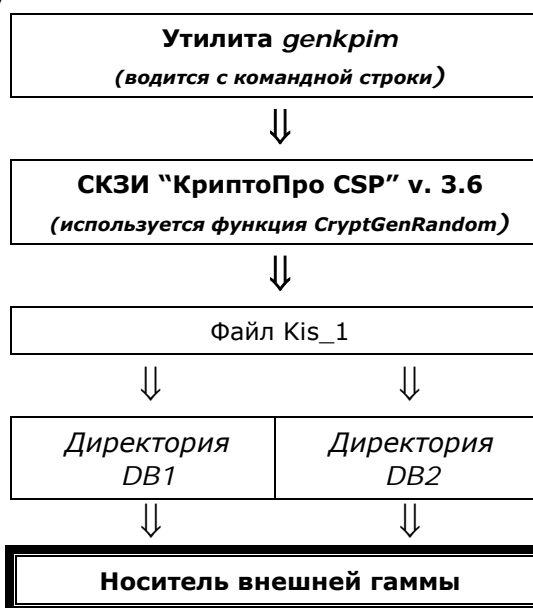 Утилита genkpim
(водится с командной строки)
СКЗИ “КриптоПро CSP” v. 3.6
(используется функция CryptGenRandom)
Файл Kis_1
Директория Директория
DB1 DB2
Носитель внешней гаммы